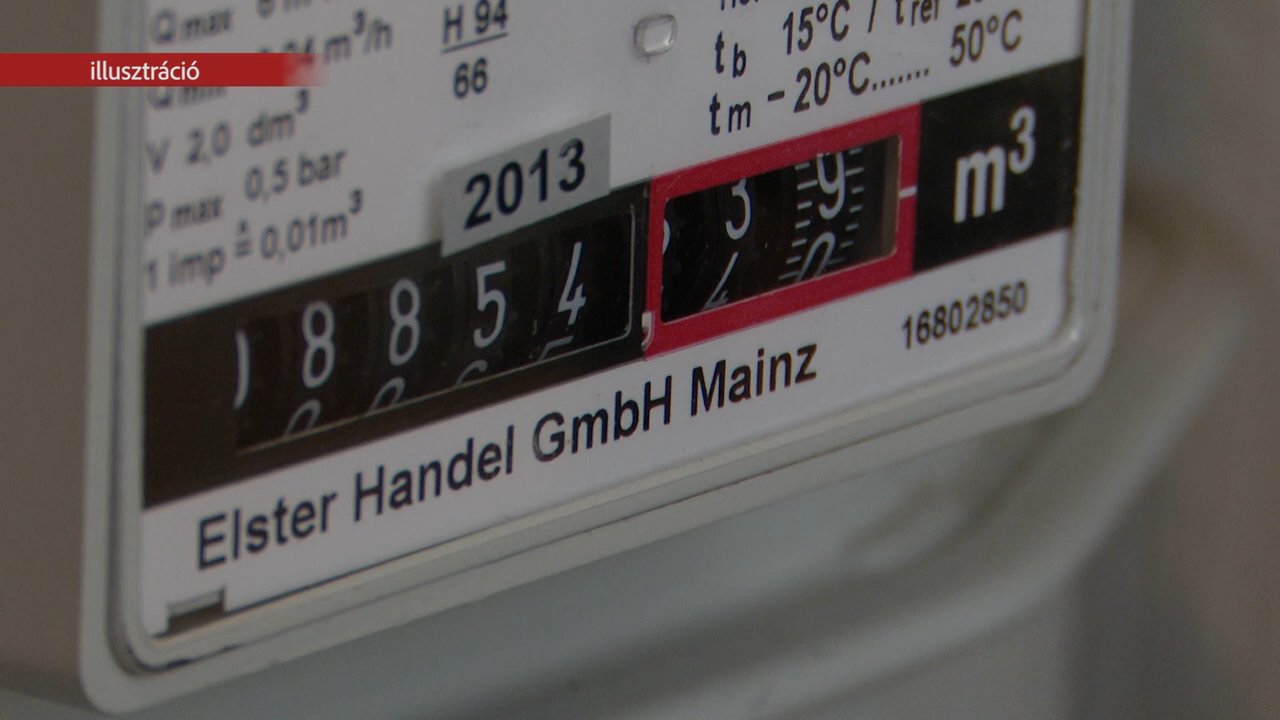 Q max
H 94
66
15°C / t ref
t b
50°C
t m - 20°C.......
illusztráció
m³/h
V 2,0 dm³
p max 0,5 bar
1 imp ≙ 0,01m³
2013
8854
3 9
m³
16802850
Elster Handel GmbH Mainz